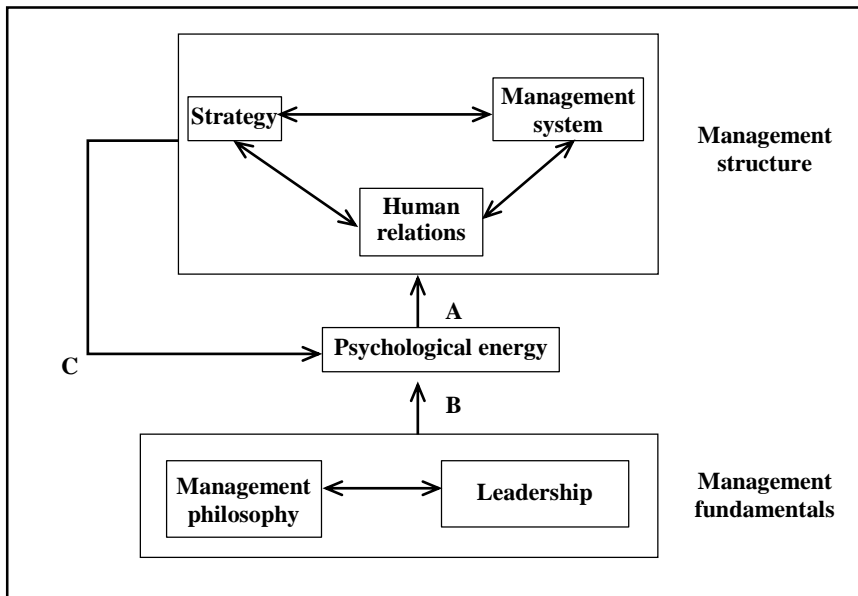 Strategy
Management
system
Human
relations
Management
structure
A
Psychological energy
C
B
Management
philosophy
Leadership
Management
fundamentals